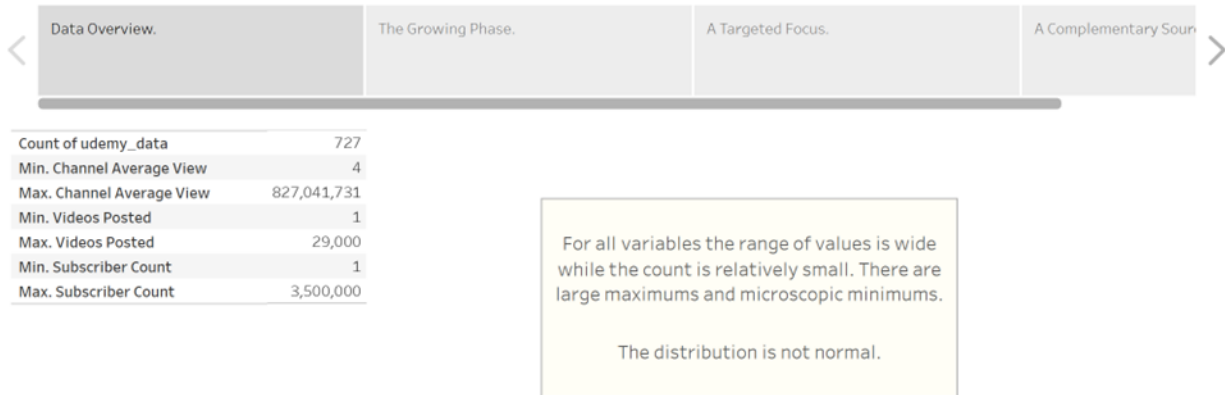 Data Overview.
The Growing Phase.
A Targeted Focus.
A Complementary Sour
Count of udemy_data 727
Min. Channel Average View 4
Max. Channel Average View 827,041,731
Min. Videos Posted 1
Max. Videos Posted 29,000
Min. Subscriber Count 1
Max. Subscriber Count 3,500,000
For all variables the range of values is wide
while the count is relatively small. There are
large maximums and microscopic minimums.
The distribution is not normal.